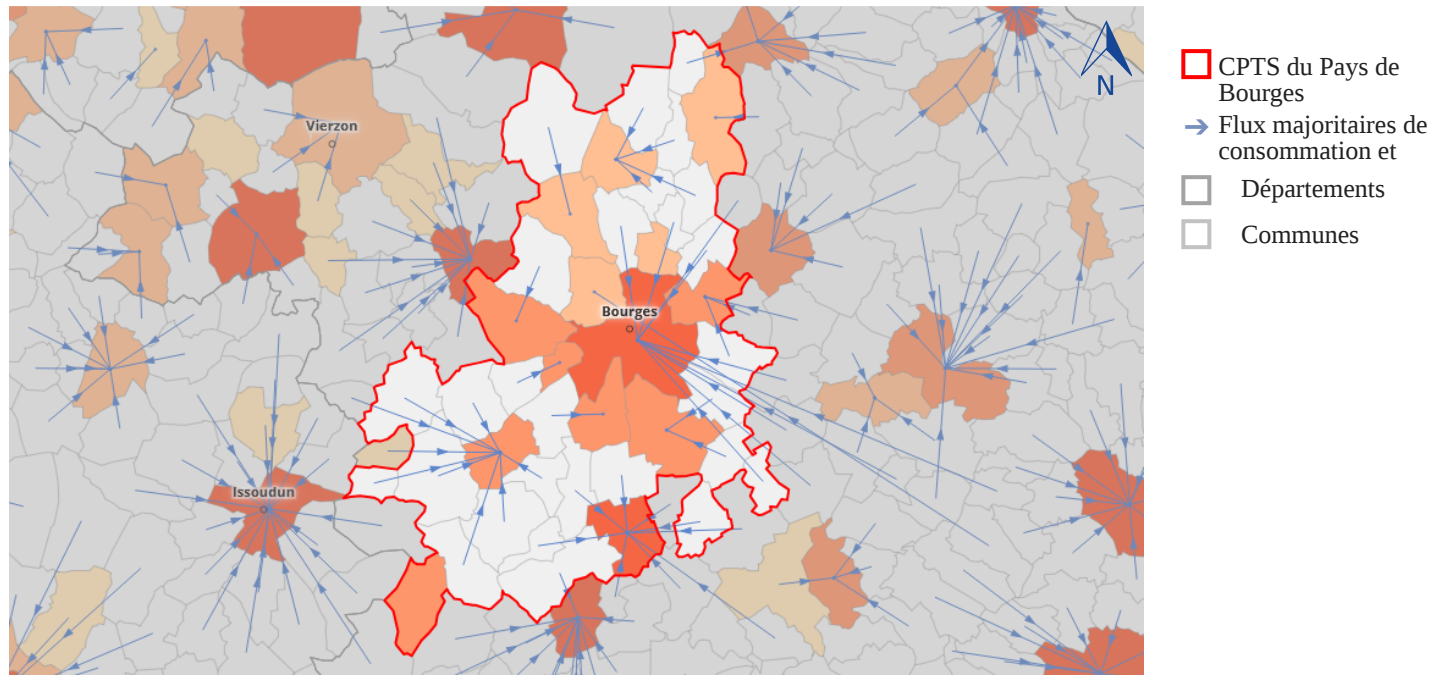 Vierzon
Bourges
Issoudun
N
CPTS du Pays de
Bourges
Flux majoritaires de
consommation et
Départements
Communes